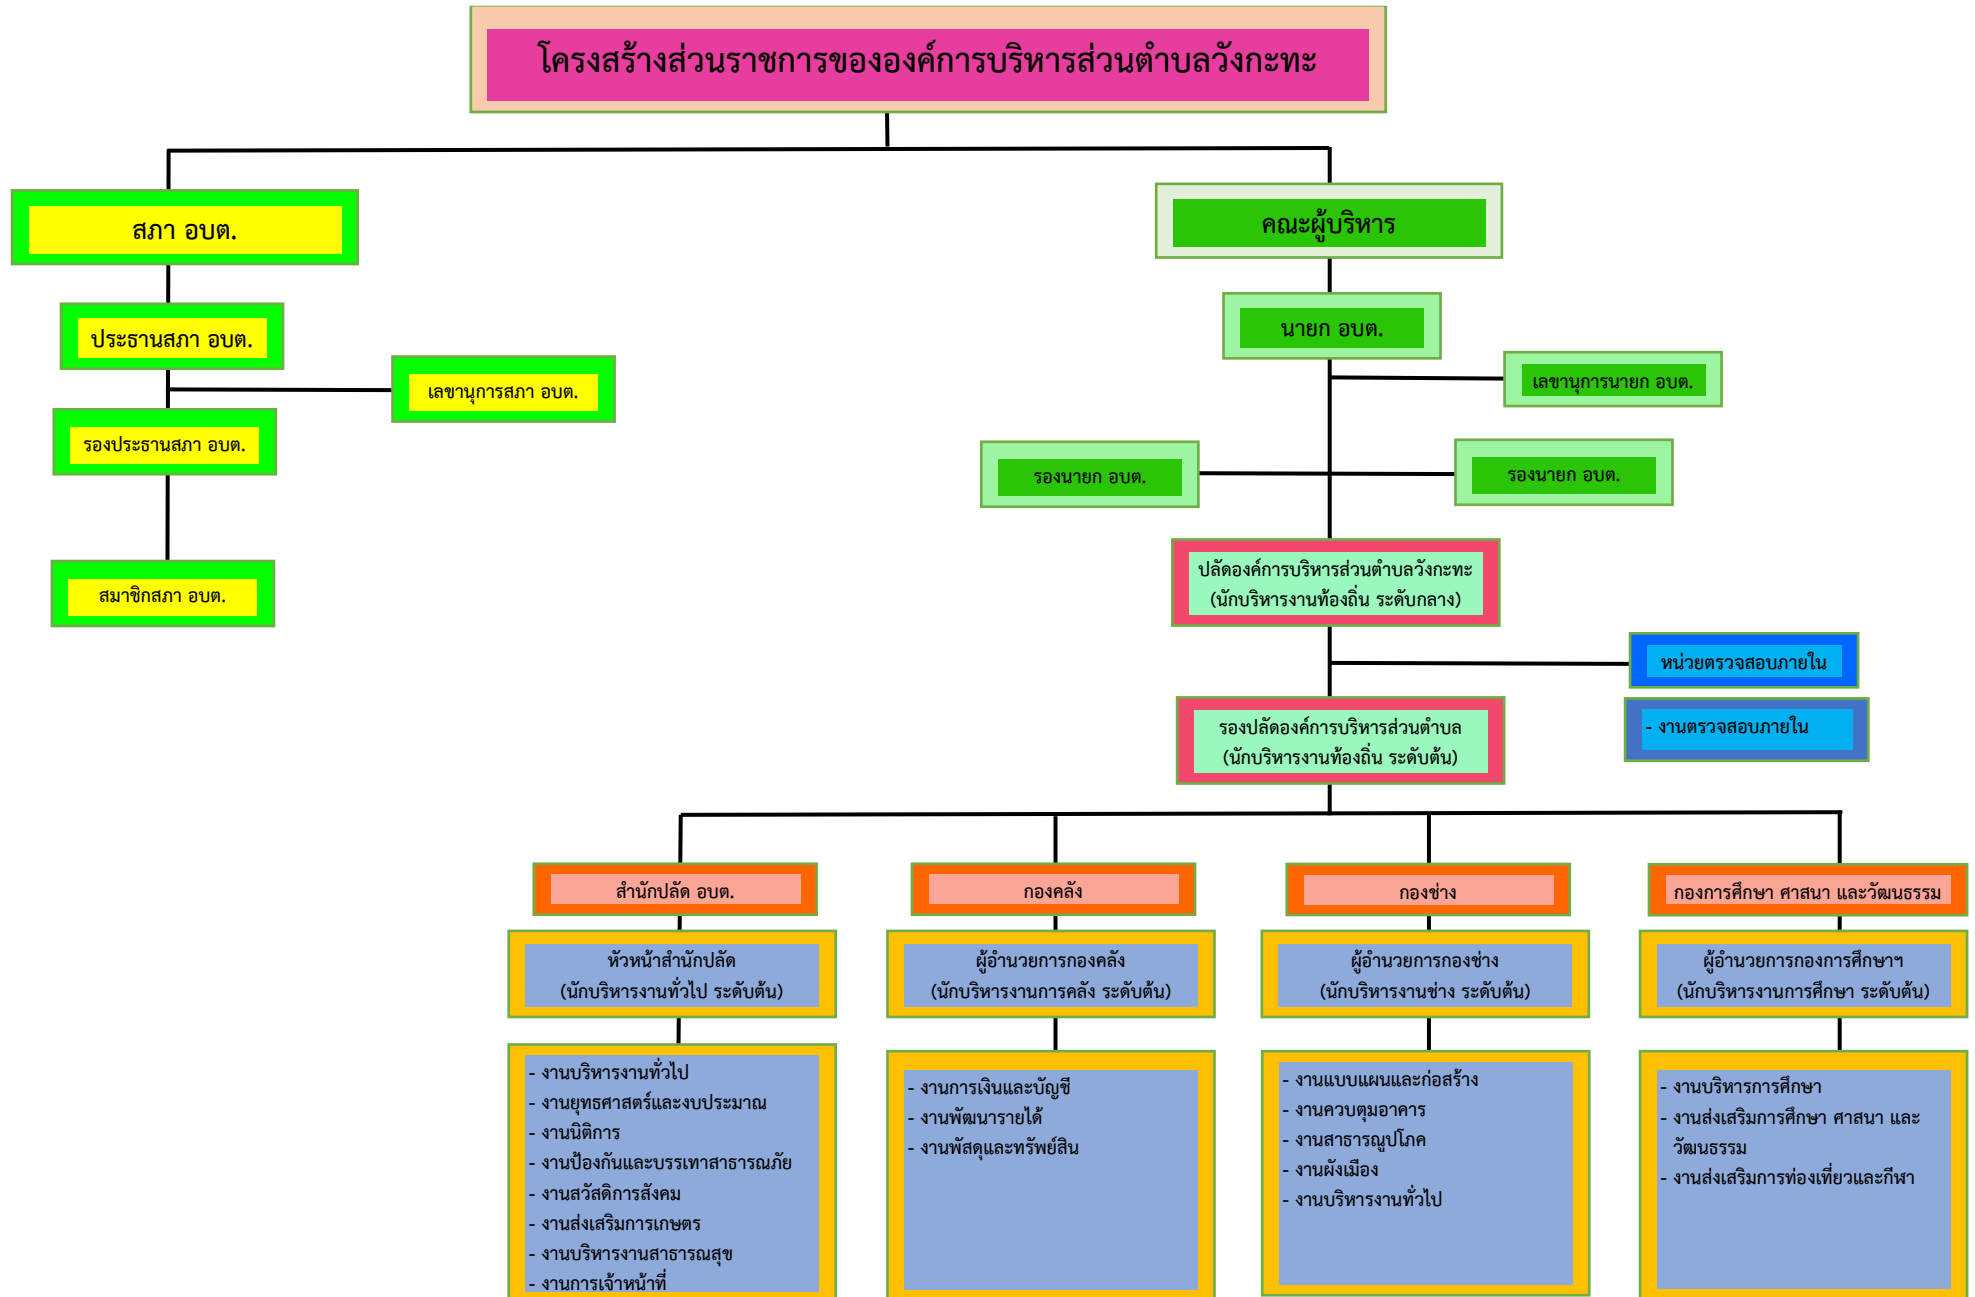 โครงสร้างส่วนราชการขององค์การบริหารส่วนตำบลวังกะทะ
สภา อบต.
ประธานสภา อบต.
เลขานุการสภา อบต.
รองประธานสภา อบต.
สมาชิกสภา อบต.
คณะผู้บริหาร
นายก อบต.
เลขานุการนายก อบต.
รองนายก อบต.
รองนายก อบต.
ปลัดองค์การบริหารส่วนตำบลวังกะทะ
(นักบริหารงานท้องถิ่น ระดับกลาง)
หน่วยตรวจสอบภายใน
- งานตรวจสอบภายใน
รองปลัดองค์การบริหารส่วนตำบล
(นักบริหารงานท้องถิ่น ระดับต้น)
สำนักปลัด อบต.
หัวหน้าสำนักปลัด
(นักบริหารงานทั่วไป ระดับต้น)
- งานบริหารงานทั่วไป
- งานยุทธศาสตร์และงบประมาณ
- งานนิติการ
- งานป้องกันและบรรเทาสาธารณภัย
- งานสวัสดิการสังคม
- งานส่งเสริมการเกษตร
- งานบริหารงานสาธารณสุข
- งานการเจ้าหน้าที่
กองคลัง
ผู้อำนวยการกองคลัง
(นักบริหารงานการคลัง ระดับต้น)
- งานการเงินและบัญชี
- งานพัฒนารายได้
- งานพัสดุและทรัพย์สิน
กองช่าง
ผู้อำนวยการกองช่าง
(นักบริหารงานช่าง ระดับต้น)
- งานแบบแผนและก่อสร้าง
- งานควบตุมอาคาร
- งานสาธารณูปโภค
- งานผังเมือง
- งานบริหารงานทั่วไป
กองการศึกษา ศาสนา และวัฒนธรรม
ผู้อำนวยการกองการศึกษาฯ
(นักบริหารงานการศึกษา ระดับต้น)
- งานบริหารการศึกษา
- งานส่งเสริมการศึกษา ศาสนา และ
วัฒนธรรม
- งานส่งเสริมการท่องเที่ยวและกีฬา